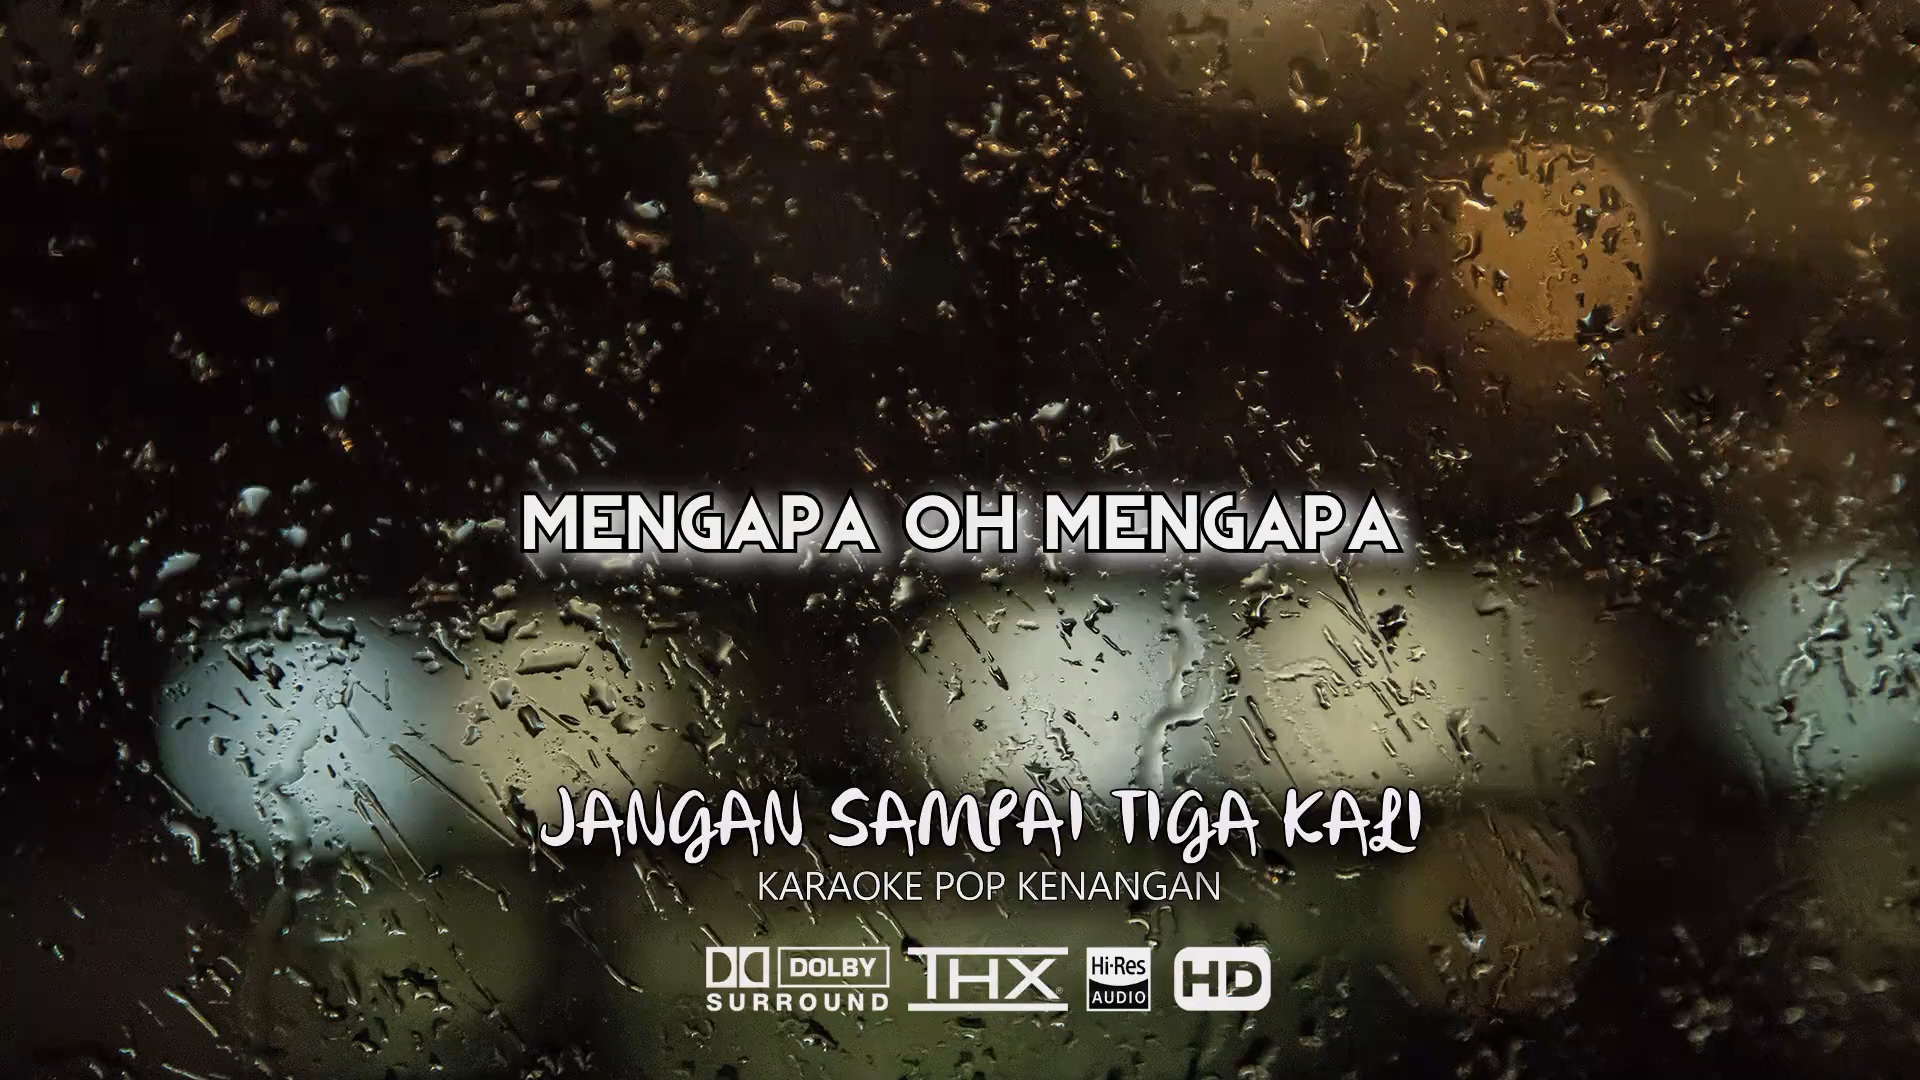 MENGAPA OH MENGAPA
JANGAN SAMPAI TIGA KALI
KARAOKE POP KENANGAN
DOLBY
SURROUND
THX
Hi-Res
AUDIO
HD